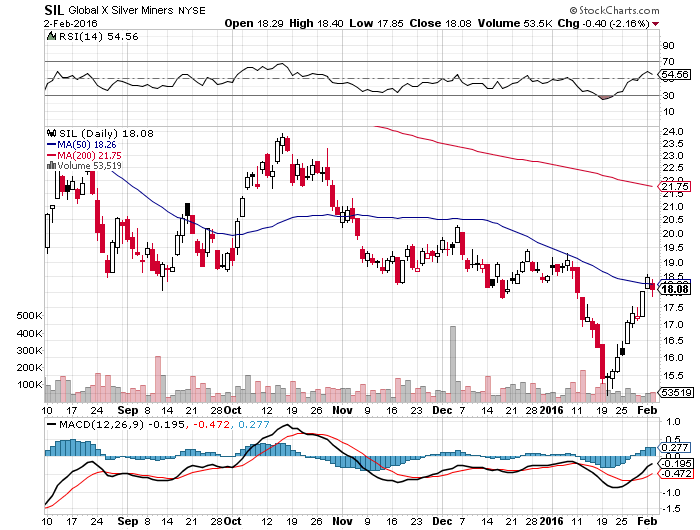 SIL Global X Silver Miners NYSE © StockCharts.com
2-Feb-2016 Open 18.29 High 18.40 Low 17.85 Close 18.08 Volume 53.5K Chg -0.40 (-2.16%)
RSI(14) 54.56
90
70
54.56
50
30
10
SIL (Daily) 18.08
MA(50) 18.26
MA(200) 21.75
Volume 53,519
24.0
23.5
23.0
22.5
22.0
21.75
21.5
21.0
20.5
20.0
19.5
19.0
18.5
18.08
17.5
17.0
16.5
16.0
15.5
500K
400K
300K
200K
100K
53519
10 17 24 Sep 8 14 21 28 Oct 12 19 26 Nov 9 16 23 Dec 7 14 21 28 2016 11 19 25 Feb
MACD(12,26,9) -0.195, -0.472, 0.277
1.0
0.5
0.277
-0.195
-0.472
-1.0
-1.5
10 17 24 Sep 8 14 21 28 Oct 12 19 26 Nov 9 16 23 Dec 7 14 21 28 2016 11 19 25 Feb